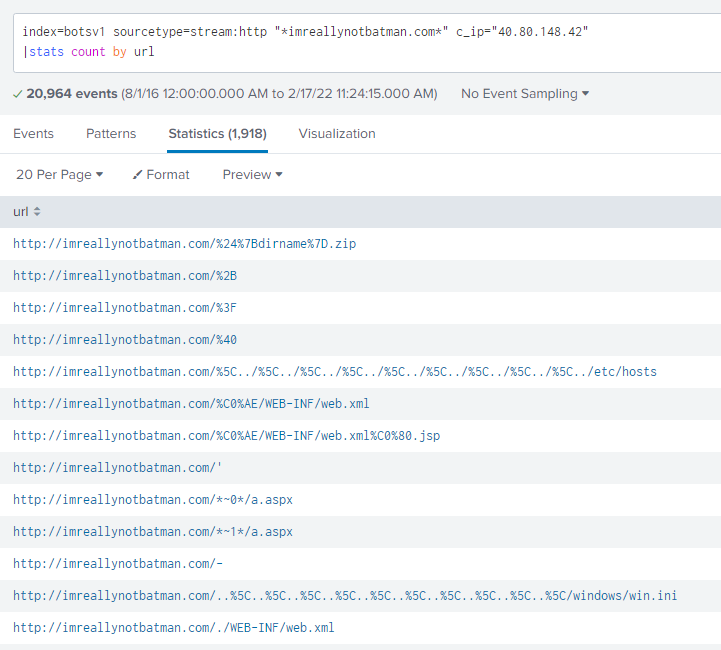 index=botsv1 sourcetype=stream:http "*imreallynotbatman.com*" c_ip="40.80.148.42"
|stats count by url
20,964 events (8/1/16 12:00:00.000 AM to 2/17/22 11:24:15.000 AM) No Event Sampling
Events Patterns Statistics (1,918) Visualization
20 Per Page Format Preview
url
http://imreallynotbatman.com/%24%7Bdirname%7D.zip
http://imreallynotbatman.com/%2B
http://imreallynotbatman.com/%3F
http://imreallynotbatman.com/%40
http://imreallynotbatman.com/%5C../%5C../%5C../%5C../%5C../%5C../%5C../%5C../%5C../etc/hosts
http://imreallynotbatman.com/%C0%AE/WEB-INF/web.xml
http://imreallynotbatman.com/%C0%AE/WEB-INF/web.xml%C0%80.jsp
http://imreallynotbatman.com/'
http://imreallynotbatman.com/*~0*/a.aspx
http://imreallynotbatman.com/*~1*/a.aspx
http://imreallynotbatman.com/-
http://imreallynotbatman.com/..%5C..%5C..%5C..%5C..%5C..%5C..%5C..%5C..%5C..%5C/windows/win.ini
http://imreallynotbatman.com/./WEB-INF/web.xml